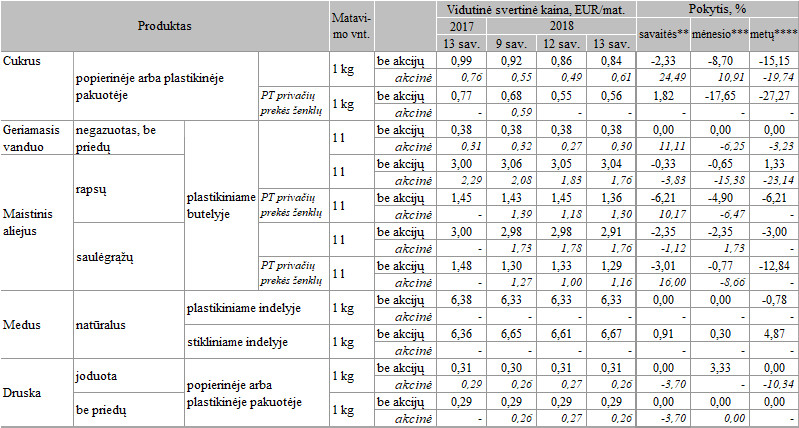 Produktas Matavi- Vidutinė svertinė kaina, EUR/mat. Pokytis, %
mo vnt. 2017 2018 savaitės** mėnesio*** metų****
13 sav. 9 sav. 12 sav. 13 sav.
Cukrus popierinėje arba plastikinėje pakuotėje 1 kg be akcijų 0,99 0,92 0,86 0,84 -2,33 -8,70 -15,15
akcinė 0,76 0,55 0,49 0,61 24,49 10,91 -19,74
PT privačių prekės ženklų 1 kg be akcijų 0,77 0,68 0,55 0,56 1,82 -17,65 -27,27
akcinė - 0,59 - - - - -
Geriamasis vanduo negazuotas, be priedų plastikiniame butelyje 1 l be akcijų 0,38 0,38 0,38 0,38 0,00 0,00 0,00
akcinė 0,31 0,32 0,27 0,30 11,11 -6,25 -3,23
Maistinis aliejus rapsų 1 l be akcijų 3,00 3,06 3,05 3,04 -0,33 -0,65 1,33
akcinė 2,29 2,08 1,83 1,76 -3,83 -15,38 -23,14
PT privačių prekės ženklų 1 l be akcijų 1,45 1,43 1,45 1,36 -6,21 -4,90 -6,21
akcinė - 1,39 1,18 1,30 10,17 -6,47 -
saulėgrąžų 1 l be akcijų 3,00 2,98 2,98 2,91 -2,35 -2,35 -3,00
akcinė - 1,73 1,78 1,76 -1,12 1,73 -
PT privačių prekės ženklų 1 l be akcijų 1,48 1,30 1,33 1,29 -3,01 -0,77 -12,84
akcinė - 1,27 1,00 1,16 16,00 -8,66 -
Medus natūralus plastikiniame indelyje 1 kg be akcijų 6,38 6,33 6,33 6,33 0,00 0,00 -0,78
akcinė - - - - - - -
stikliniame indelyje 1 kg be akcijų 6,36 6,65 6,61 6,67 0,91 0,30 4,87
akcinė - - - - - - -
Druska joduota popierinėje arba plastikinėje pakuotėje 1 kg be akcijų 0,31 0,30 0,31 0,31 0,00 3,33 0,00
akcinė 0,29 0,26 0,27 0,26 -3,70 - -10,34
be priedų 1 kg be akcijų 0,29 0,29 0,29 0,29 0,00 0,00 0,00
akcinė - 0,26 0,27 0,26 -3,70 0,00 -